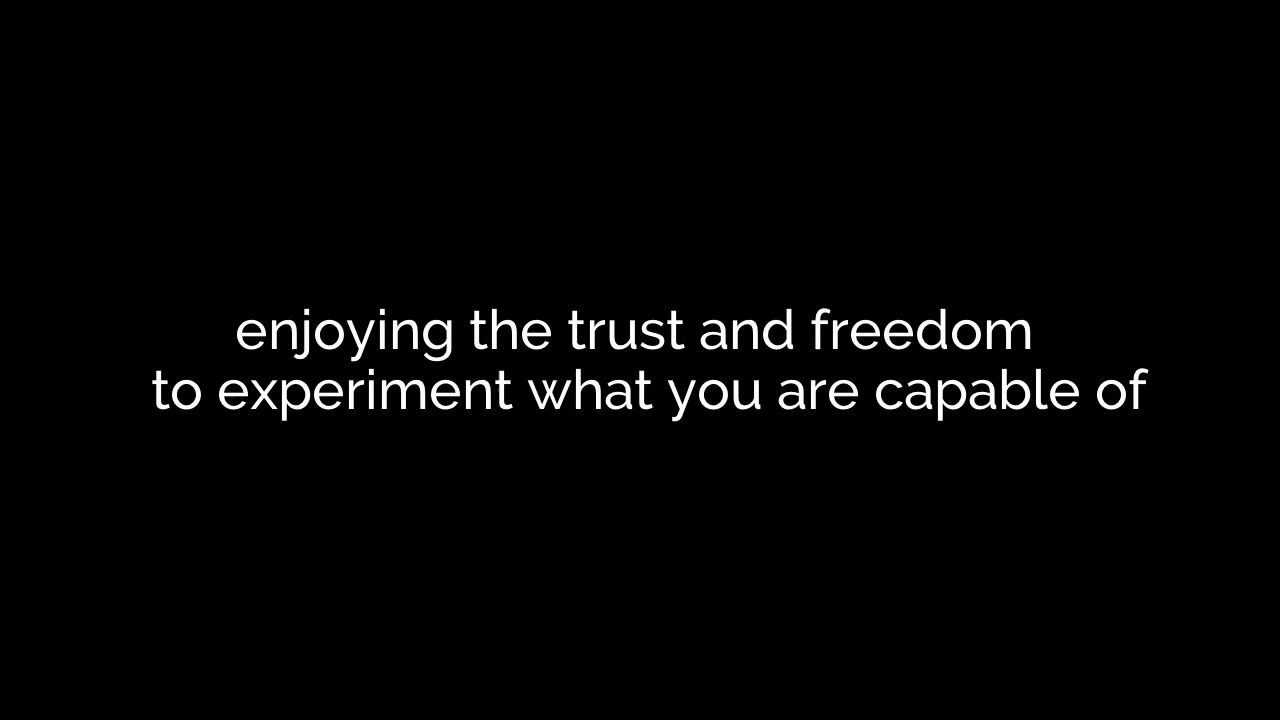 enjoying the trust and freedom
to experiment what you are capable of